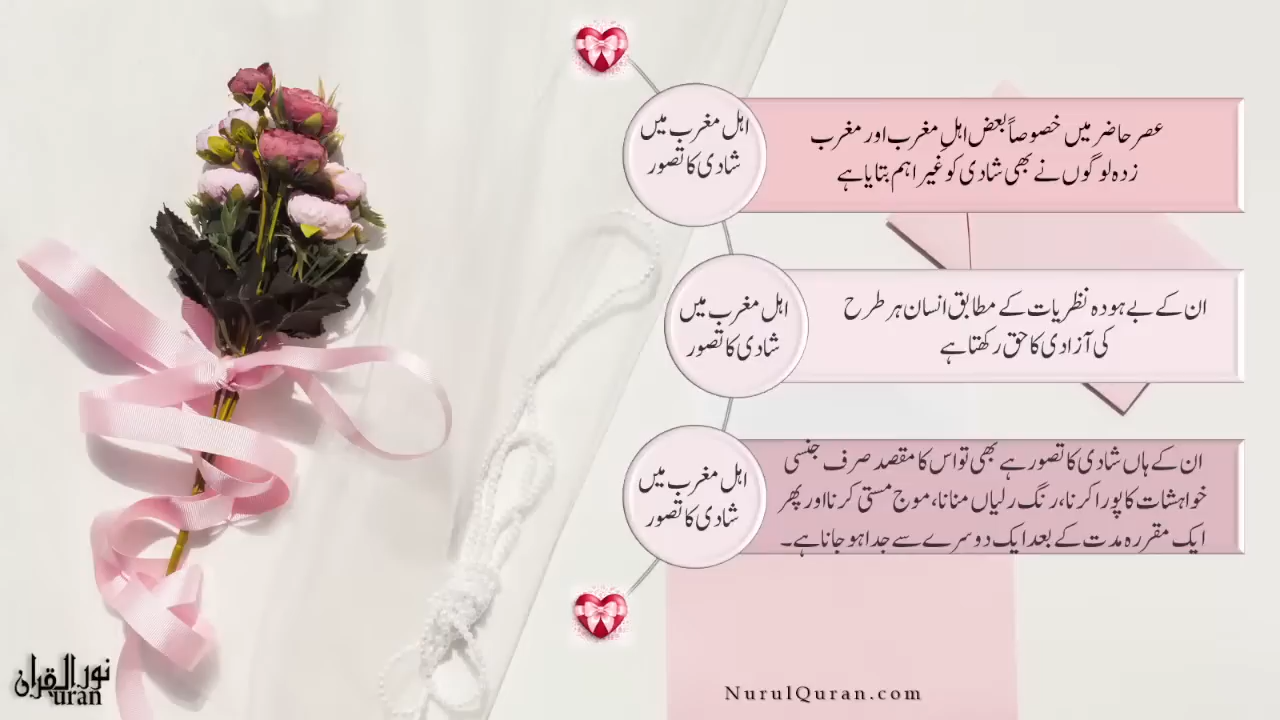 اہل مغرب میں
شادی کا تصور
عصر حاضر میں خصوصاً بعض اہلِ مغرب اور مغرب
زدہ لوگوں نے بھی شادی کو غیر اہم بتایا ہے
اہل مغرب میں
شادی کا تصور
ان کے بے ہودہ نظریات کے مطابق انسان ہر طرح
کی آزادی کا حق رکھتا ہے
اہل مغرب میں
شادی کا تصور
ان کے ہاں شادی کا تصور ہے بھی تو اس کا مقصد صرف جنسی
خواہشات کا پورا کرنا، رنگ رلیاں منانا، موج مستی کرنا اور پھر
ایک مقررہ مدت کے بعد ایک دوسرے سے جدا ہو جانا ہے۔
نور القرآن
uran
NurulQuran.com